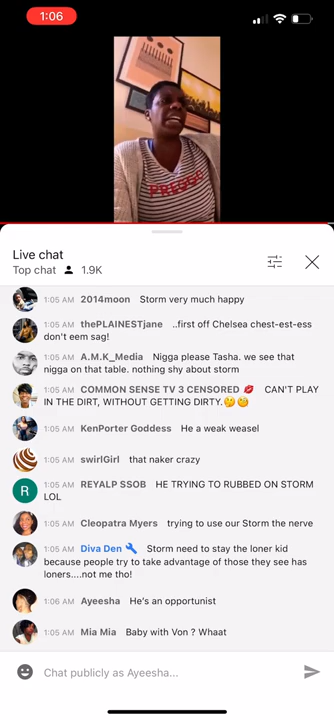 1:06
PREGGO
Live chat
Top chat 1.9K
1:05 AM 2014moon Storm very much happy
1:05 AM thePLAINESTjane ..first off Chelsea chest-est-ess
don't eem sag!
1:05 AM A.M.K_Media Nigga please Tasha. we see that
nigga on that table. nothing shy about storm
1:05 AM COMMON SENSE TV 3 CENSORED 💋 CAN'T PLAY
IN THE DIRT, WITHOUT GETTING DIRTY.🤔🤔
1:05 AM KenPorter Goddess He a weak weasel
1:05 AM swirlGirl that naker crazy
R
1:05 AM REYALP SSOB HE TRYING TO RUBBED ON STORM
LOL
1:05 AM Cleopatra Myers trying to use our Storm the nerve
1:05 AM Diva Den 🔧 Storm need to stay the loner kid
because people try to take advantage of those they see has
loners....not me tho!
1:06 AM Ayeesha He's an opportunist
1:05 AM Mia Mia Baby with Von ? Whaat
Chat publicly as Ayeesha...